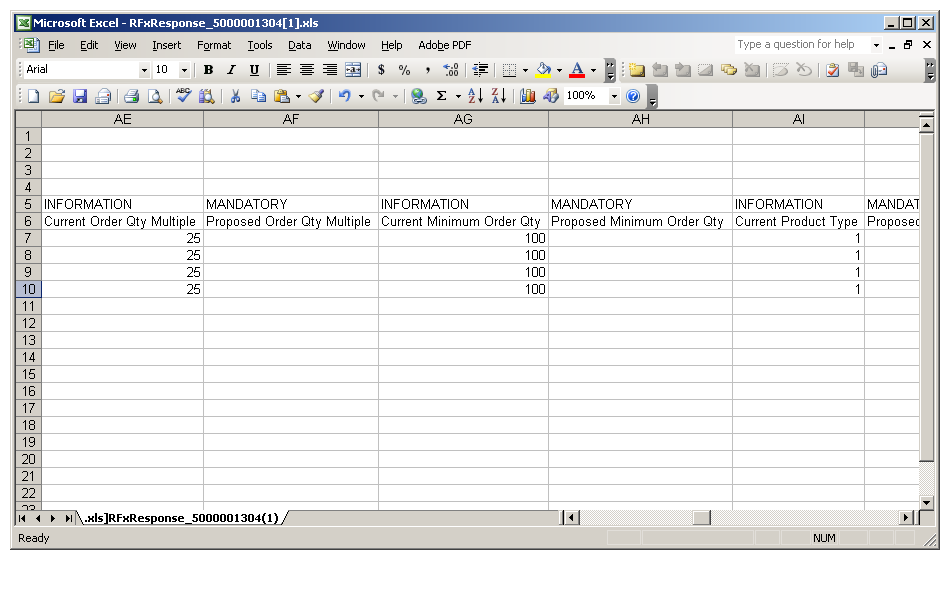 Microsoft Excel - RFxResponse_5000001304[1].xls
File Edit View Insert Format Tools Data Window Help Adobe PDF Type a question for help
Arial 10 B I U $ % ,
ABC Σ A Z Z A 100%
AE AF AG AH AI
1
2
3
4
5 INFORMATION MANDATORY INFORMATION MANDATORY INFORMATION MANDAT
6 Current Order Qty Multiple Proposed Order Qty Multiple Current Minimum Order Qty Proposed Minimum Order Qty Current Product Type Proposed
7 25 100 1
8 25 100 1
9 25 100 1
10 25 100 1
11
12
13
14
15
16
17
18
19
20
21
22
23
.xls]RFxResponse_5000001304(1)
Ready NUM